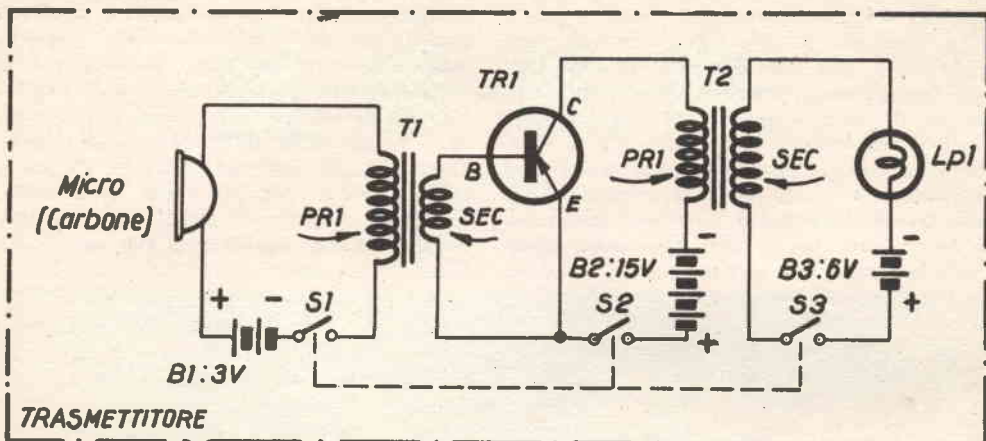 TR1
C
T2
T1
B
PR1
SEC
Lp1
Micro
(Carbone)
PR1
SEC
E
-
-
B2:15V
B3:6V
+ - S1
S2
+
S3
+
B1:3V
TRASMETTITORE